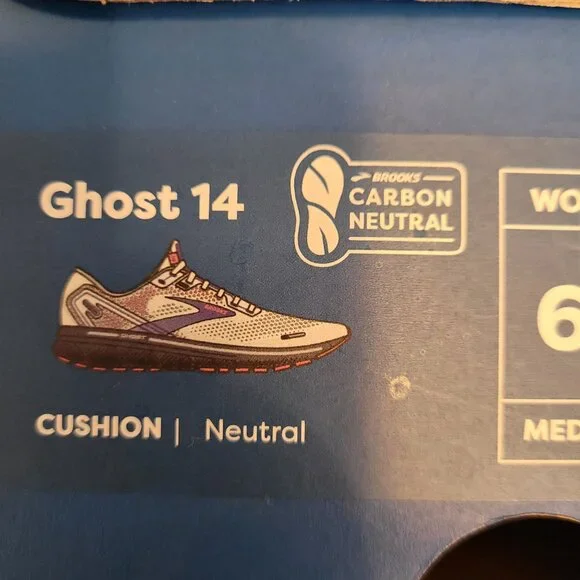 Ghost 14
BROOKS
CARBON
NEUTRAL
WO
6
MED
CUSHION | Neutral